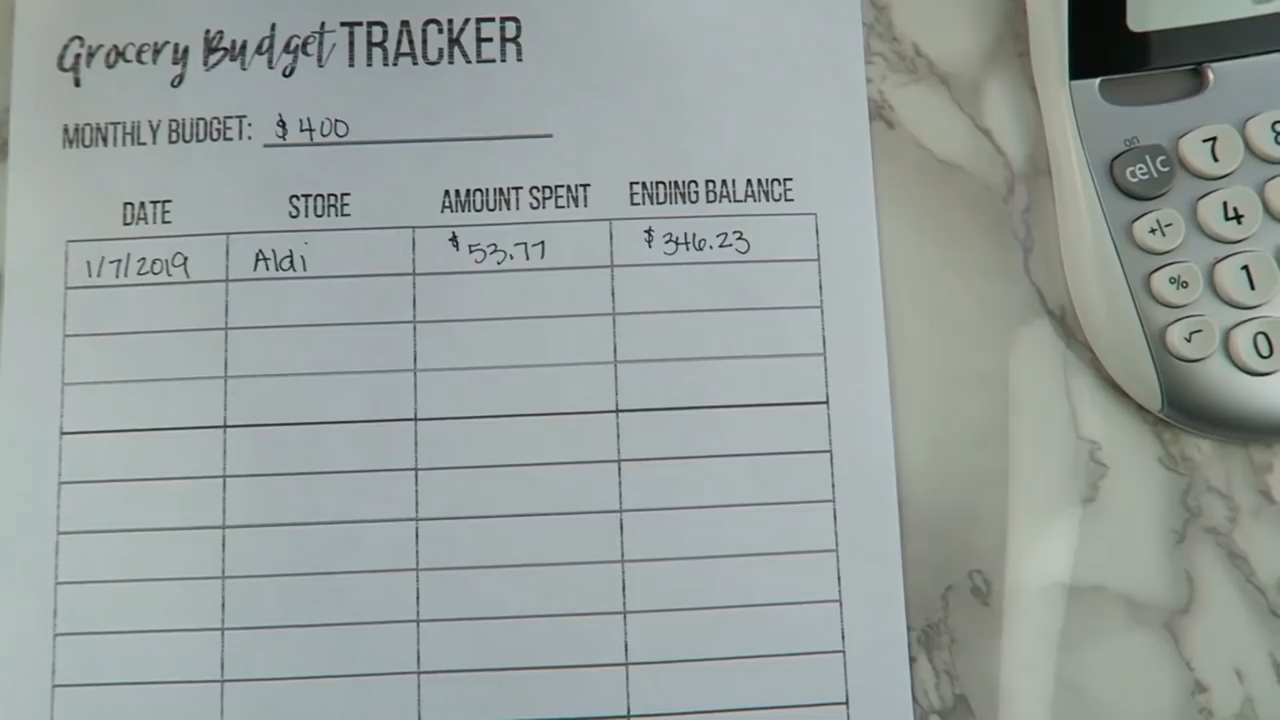 Grocery Budget TRACKER
MONTHLY BUDGET: $400
DATE STORE AMOUNT SPENT ENDING BALANCE
1/7/2019 Aldi $53.77 $346.23
on
ce/c 7 8
+/- 4
% 1
√ 0